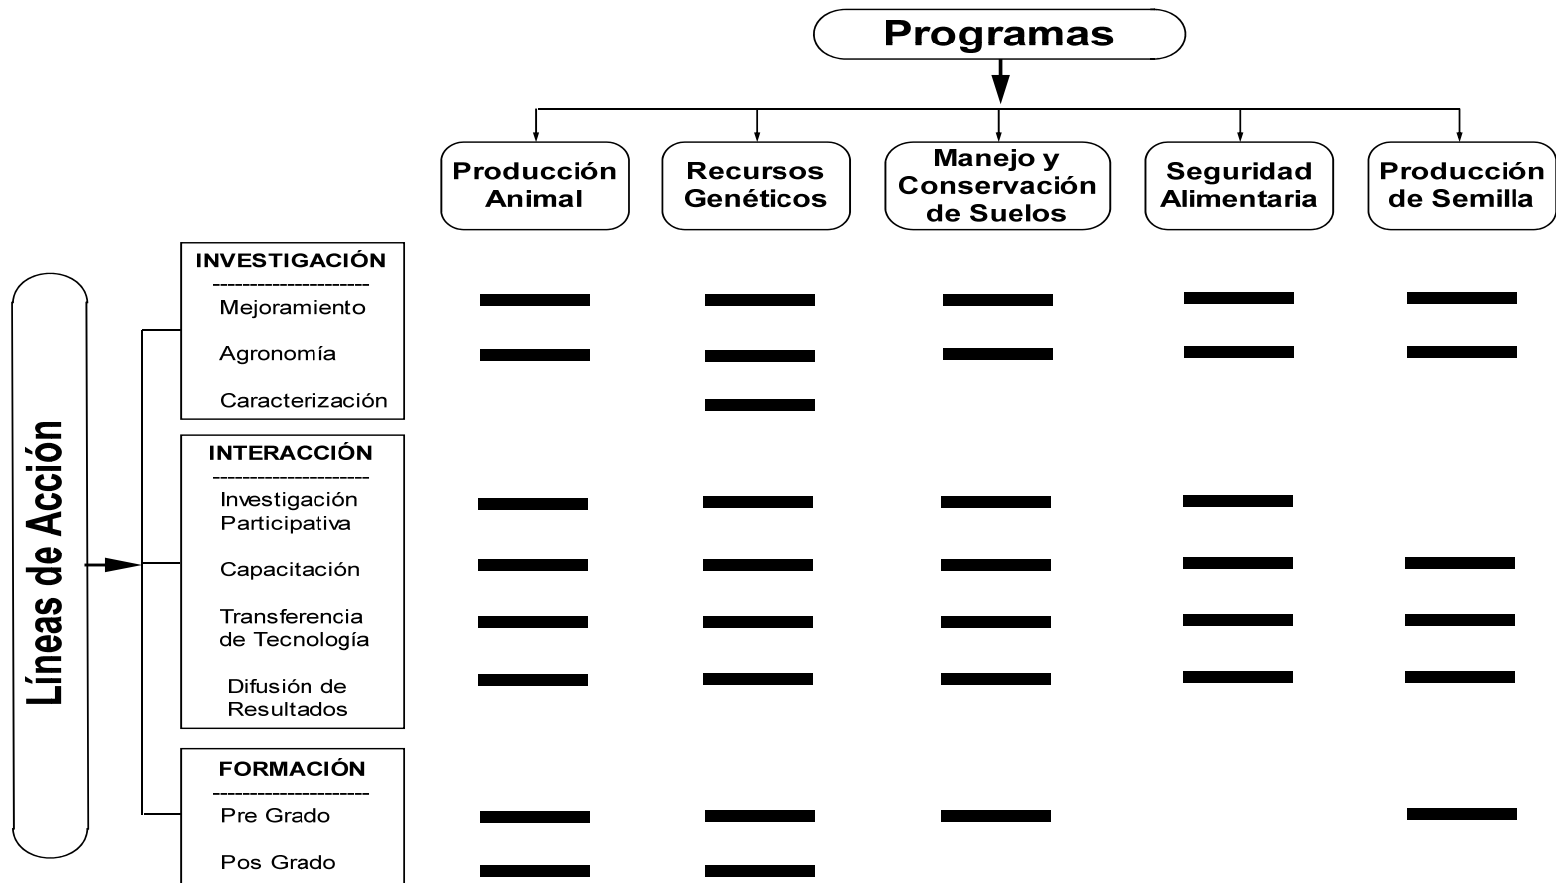 Programas
Producción
Animal
Recursos
Genéticos
Manejo y
Conservación
de Suelos
Seguridad
Alimentaria
Producción
de Semilla
Líneas de Acción
INVESTIGACIÓN
---------------------
Mejoramiento
Agronomía
Caracterización
INTERACCIÓN
---------------------
Investigación
Participativa
Capacitación
Transferencia
de Tecnología
Difusión de
Resultados
FORMACIÓN
---------------------
Pre Grado
Pos Grado